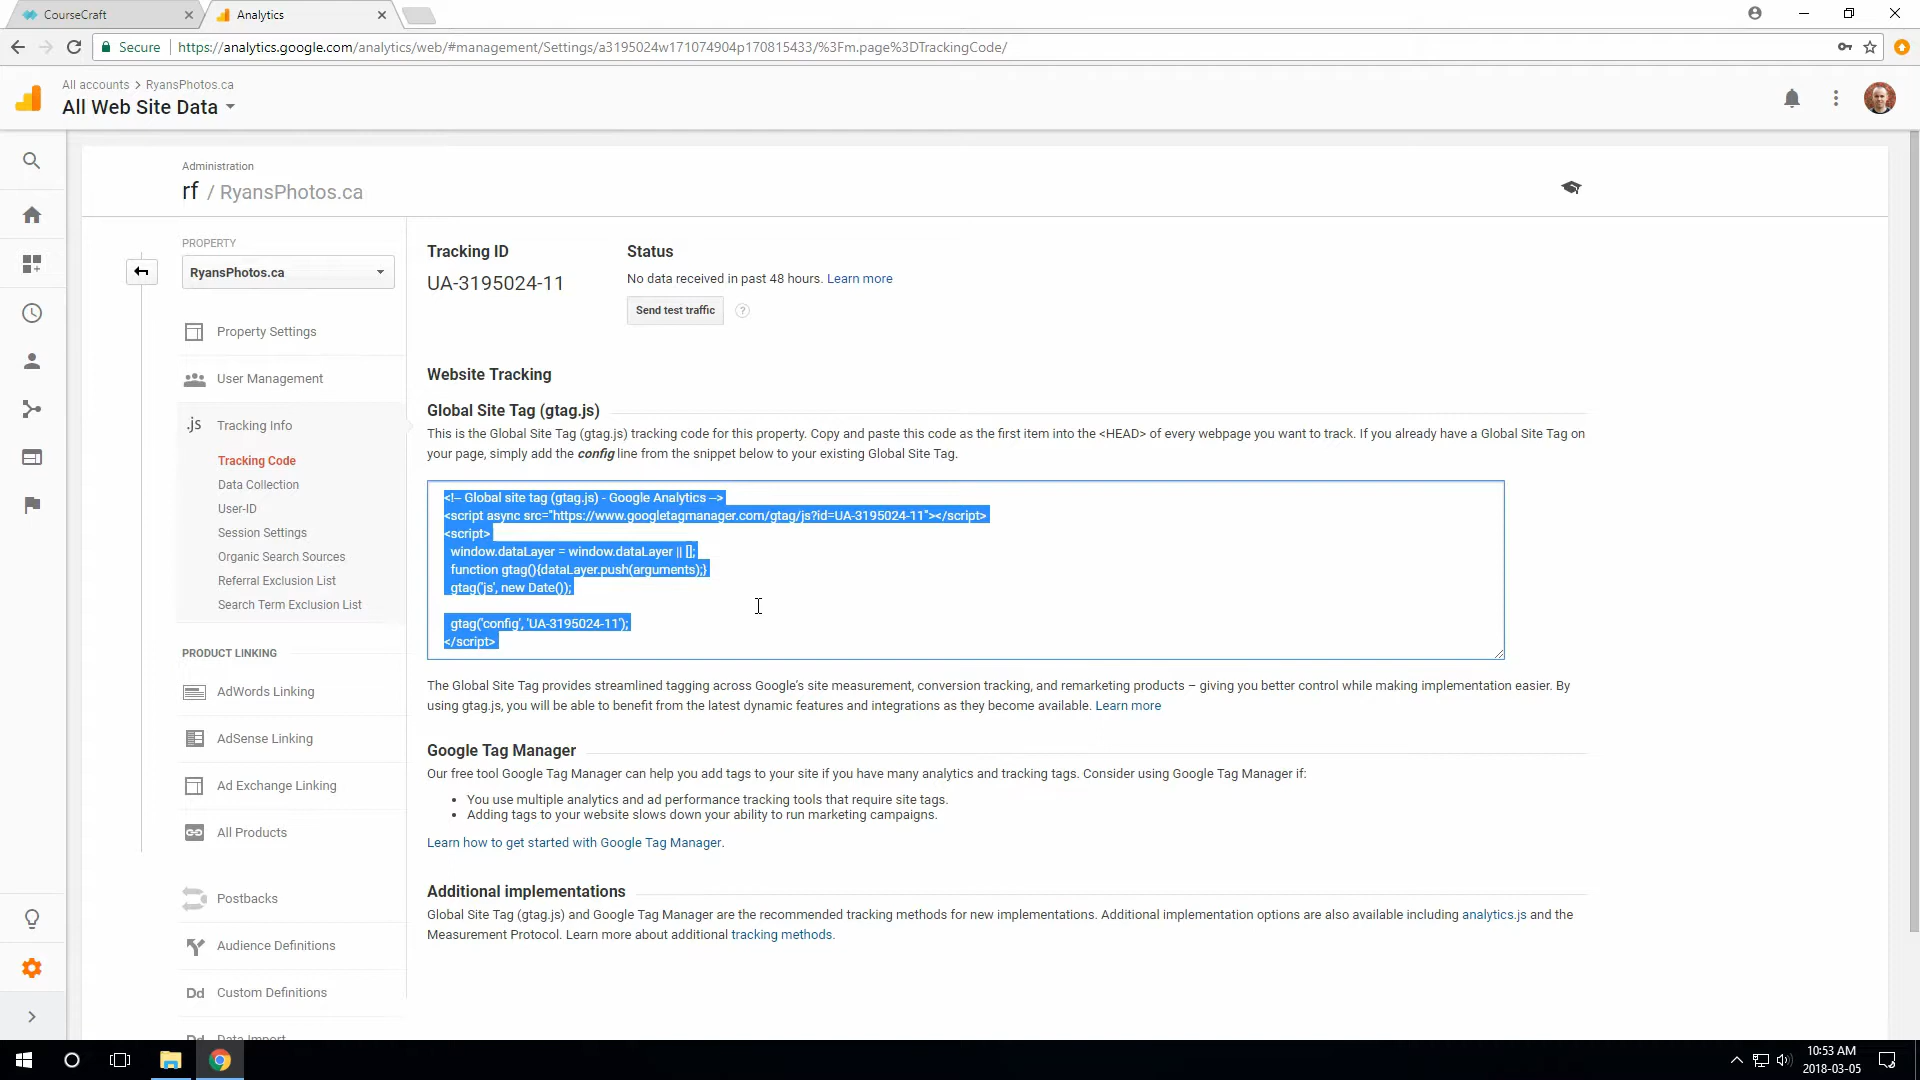 CourseCraft
Analytics
Secure
https://analytics.google.com/analytics/web/#management/Settings/a3195024w171074904p170815433/%3Fm.page%3DTrackingCode/
All accounts > RyansPhotos.ca
All Web Site Data
Administration
rf / RyansPhotos.ca
PROPERTY
RyansPhotos.ca
Property Settings
User Management
.js Tracking Info
Tracking Code
Data Collection
User-ID
Session Settings
Organic Search Sources
Referral Exclusion List
Search Term Exclusion List
PRODUCT LINKING
AdWords Linking
AdSense Linking
Ad Exchange Linking
All Products
Postbacks
Audience Definitions
Dd Custom Definitions
Dd Data Import
Tracking ID
UA-3195024-11
Status
No data received in past 48 hours. Learn more
Send test traffic ?
Website Tracking
Global Site Tag (gtag.js)
This is the Global Site Tag (gtag.js) tracking code for this property. Copy and paste this code as the first item into the <HEAD> of every webpage you want to track. If you already have a Global Site Tag on
your page, simply add the config line from the snippet below to your existing Global Site Tag.
<!-- Global site tag (gtag.js) - Google Analytics -->
<script async src="https://www.googletagmanager.com/gtag/js?id=UA-3195024-11"></script>
<script>
window.dataLayer = window.dataLayer || [];
function gtag(){dataLayer.push(arguments);}
gtag('js', new Date());
gtag('config', 'UA-3195024-11');
</script>
The Global Site Tag provides streamlined tagging across Google's site measurement, conversion tracking, and remarketing products – giving you better control while making implementation easier. By
using gtag.js, you will be able to benefit from the latest dynamic features and integrations as they become available. Learn more
Google Tag Manager
Our free tool Google Tag Manager can help you add tags to your site if you have many analytics and tracking tags. Consider using Google Tag Manager if:
• You use multiple analytics and ad performance tracking tools that require site tags.
• Adding tags to your website slows down your ability to run marketing campaigns.
Learn how to get started with Google Tag Manager.
Additional implementations
Global Site Tag (gtag.js) and Google Tag Manager are the recommended tracking methods for new implementations. Additional implementation options are also available including analytics.js and the
Measurement Protocol. Learn more about additional tracking methods.
10:53 AM
2018-03-05